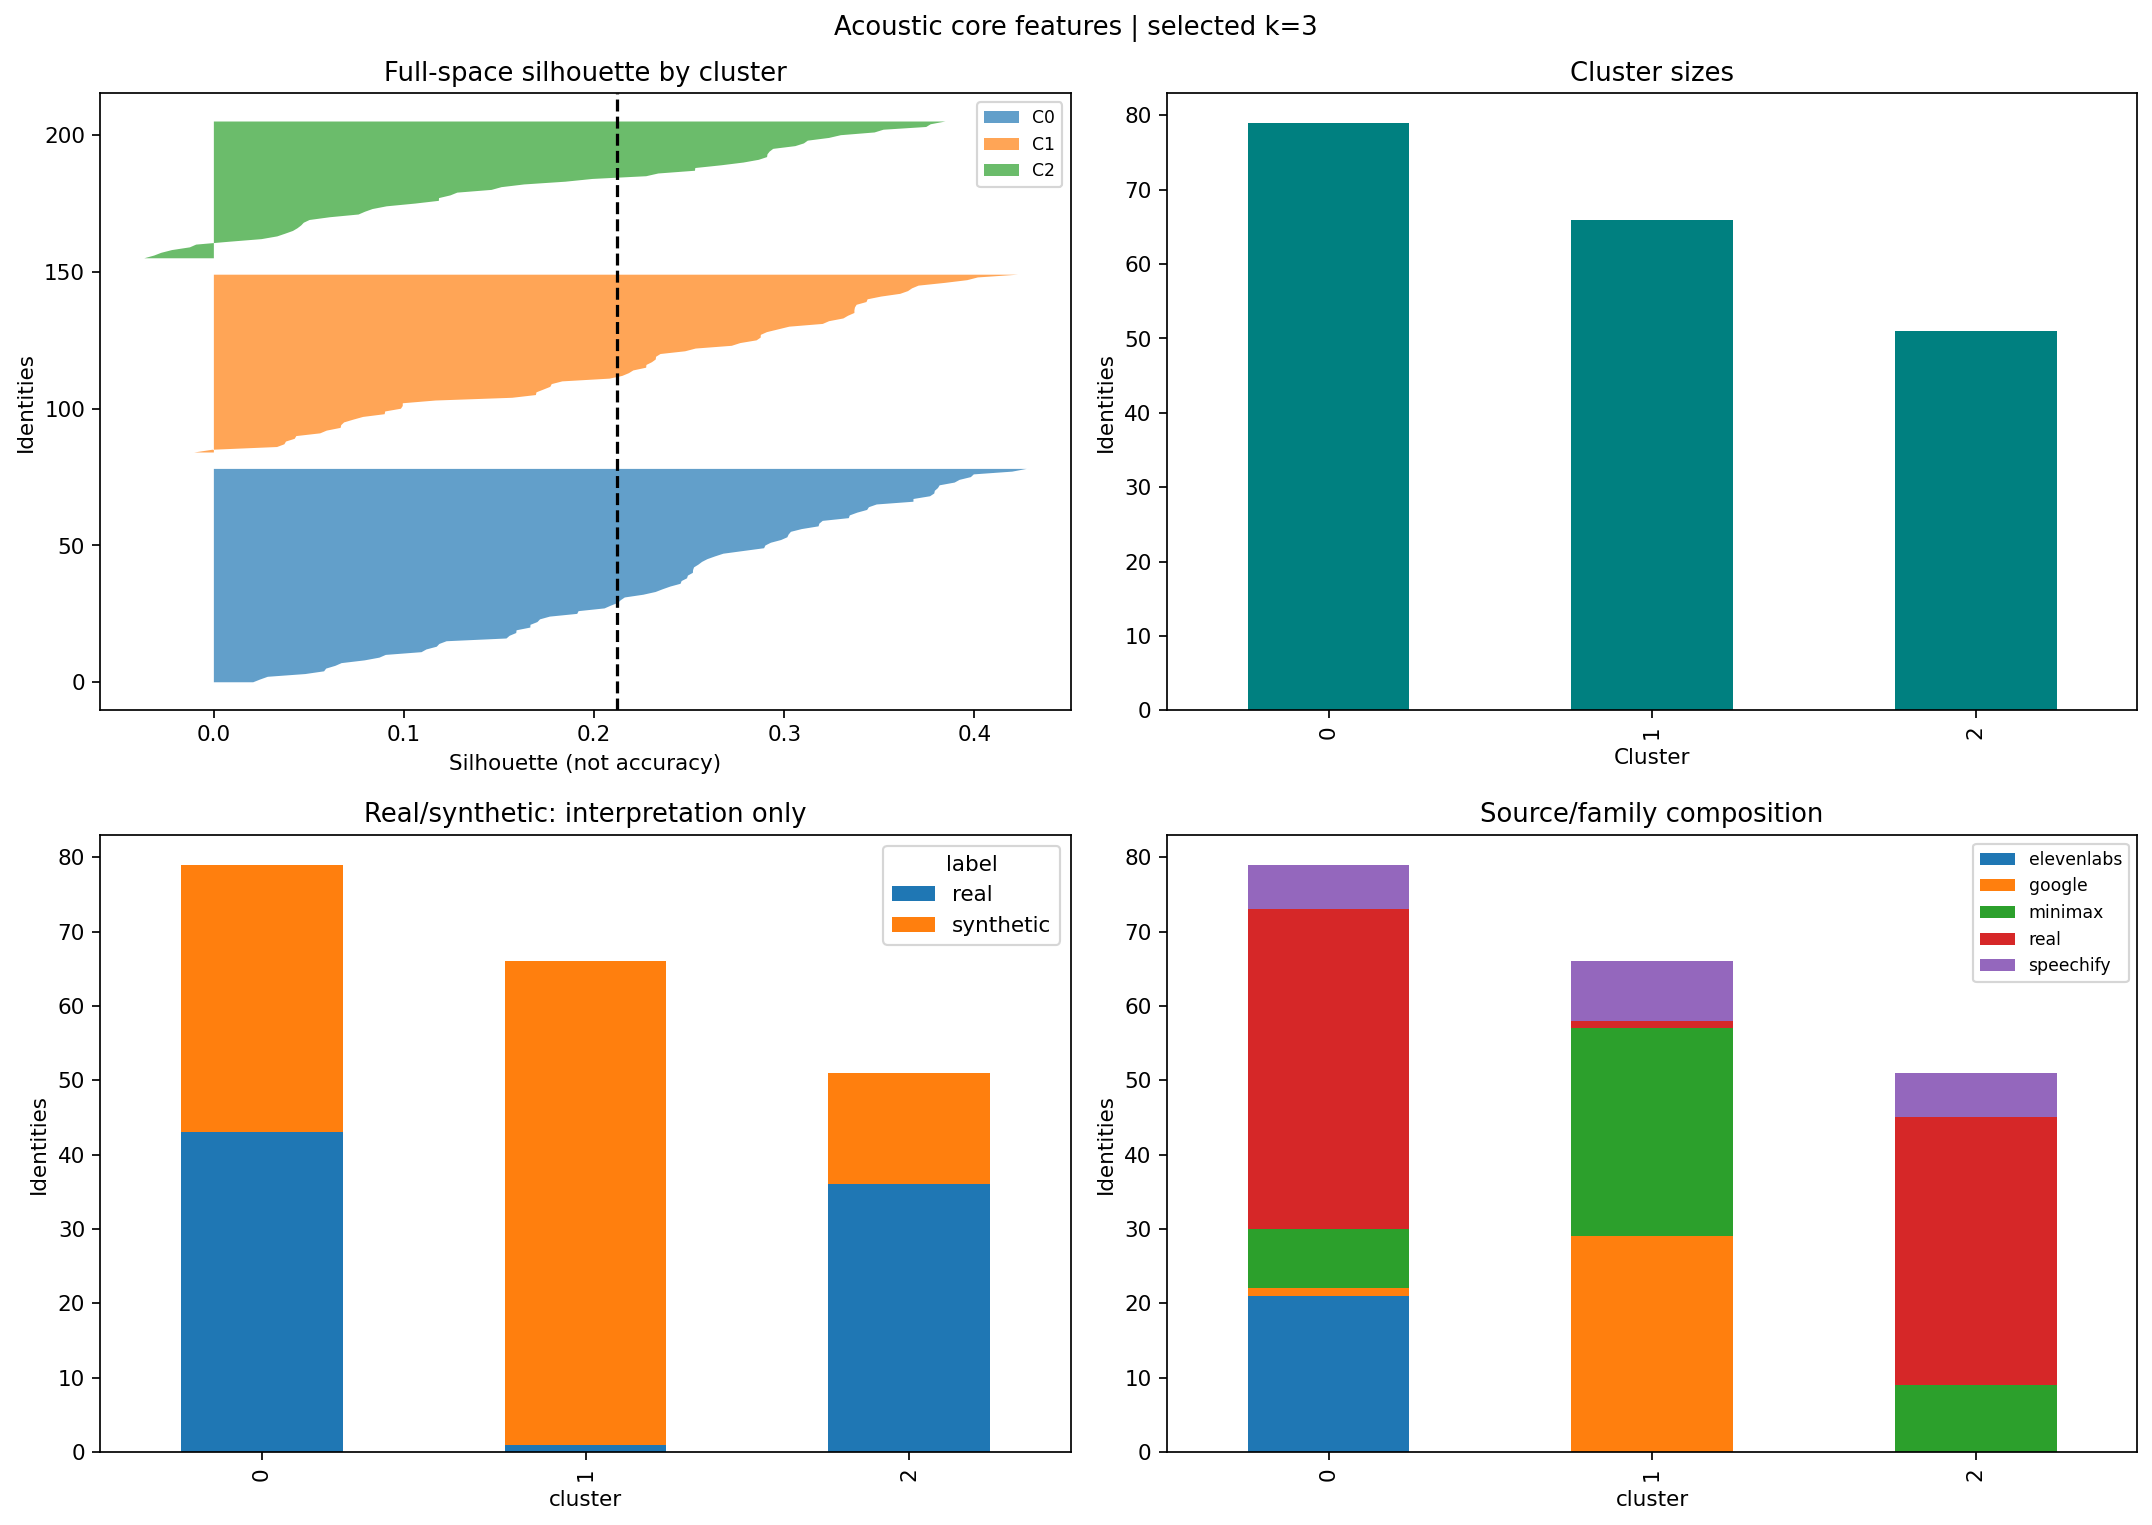 Acoustic core features | selected k=3
Full-space silhouette by cluster
C0
C1
C2
200
150
100
50
0
Identities
0.0 0.1 0.2 0.3 0.4
Silhouette (not accuracy)
Cluster sizes
80
70
60
50
40
30
20
10
0
Identities
0 1 2
Cluster
Real/synthetic: interpretation only
label
real
synthetic
80
70
60
50
40
30
20
10
0
Identities
0 1 2
cluster
Source/family composition
elevenlabs
google
minimax
real
speechify
80
70
60
50
40
30
20
10
0
Identities
0 1 2
cluster